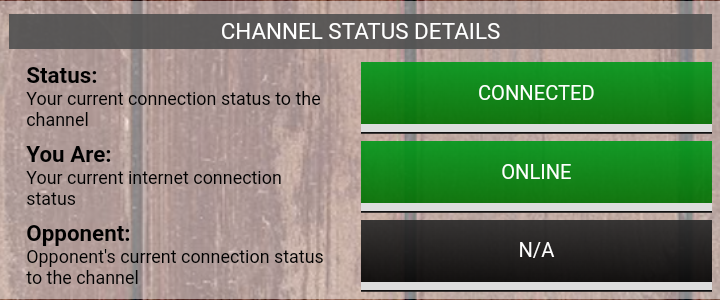 CHANNEL STATUS DETAILS
Status:
Your current connection status to the
channel
CONNECTED
You Are:
Your current internet connection
status
ONLINE
Opponent:
Opponent's current connection status
to the channel
N/A